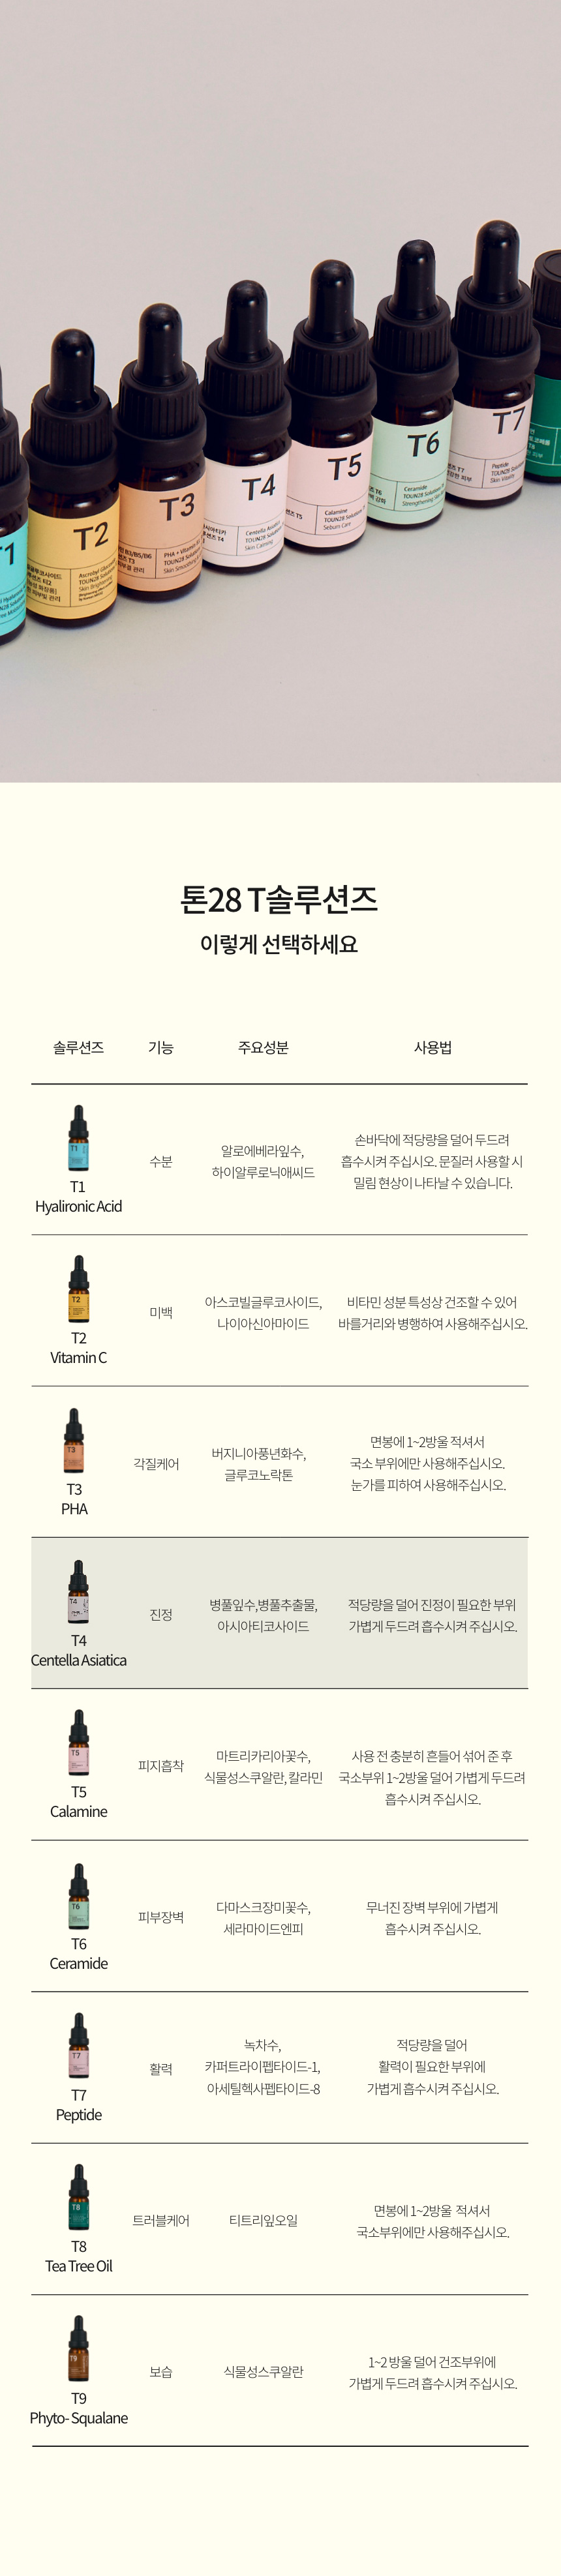 T1
T2
T3
T4
T5
T6
T7
PHA
Centella Asiatica
Skin Calming
Calamine
TOUN28 Solution
Sebum Care
Ceramide
TOUN28 Solution
Peptide
Skin Vitality
톤28 T솔루션즈
이렇게 선택하세요
솔루션즈 기능 주요성분 사용법
T1
Hyalironic Acid
수분
알로에베라잎수,
하이알루로닉애씨드
손바닥에 적당량을 덜어 두드려
흡수시켜 주십시오. 문질러 사용할 시
밀림 현상이 나타날 수 있습니다.
T2
Vitamin C
미백
아스코빌글루코사이드,
나이아신아마이드
비타민 성분 특성상 건조할 수 있어
바를거리와 병행하여 사용해주십시오.
T3
PHA
각질케어
버지니아풍년화수,
글루코노락톤
면봉에 1~2방울 적셔서
국소 부위에만 사용해주십시오.
눈가를 피하여 사용해주십시오.
T4
Centella Asiatica
진정
병풀잎수,병풀추출물,
아시아티코사이드
적당량을 덜어 진정이 필요한 부위
가볍게 두드려 흡수시켜 주십시오.
T5
Calamine
피지흡착
마트리카리아꽃수,
식물성스쿠알란, 칼라민
사용 전 충분히 흔들어 섞어 준 후
국소부위 1~2방울 덜어 가볍게 두드려
흡수시켜 주십시오.
T6
Ceramide
피부장벽
다마스크장미꽃수,
세라마이드엔피
무너진 장벽 부위에 가볍게
흡수시켜 주십시오.
T7
Peptide
활력
녹차수,
카퍼트라이펩타이드-1,
아세틸헥사펩타이드-8
적당량을 덜어
활력이 필요한 부위에
가볍게 흡수시켜 주십시오.
T8
Tea Tree Oil
트러블케어
티트리잎오일
면봉에 1~2방울 적셔서
국소부위에만 사용해주십시오.
T9
Phyto- Squalane
보습
식물성스쿠알란
1~2 방울 덜어 건조부위에
가볍게 두드려 흡수시켜 주십시오.